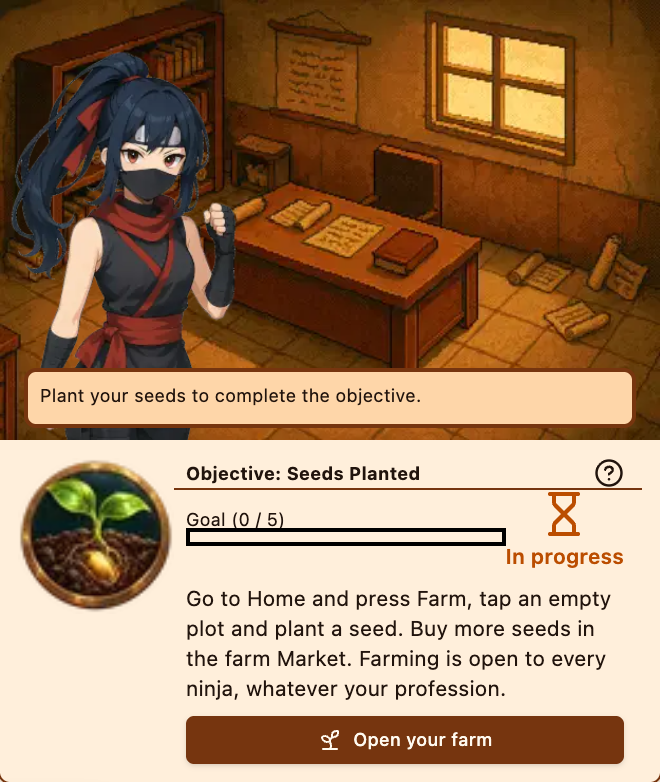 Plant your seeds to complete the objective.
Objective: Seeds Planted
Goal (0 / 5)
In progress
Go to Home and press Farm, tap an empty
plot and plant a seed. Buy more seeds in
the farm Market. Farming is open to every
ninja, whatever your profession.
Open your farm